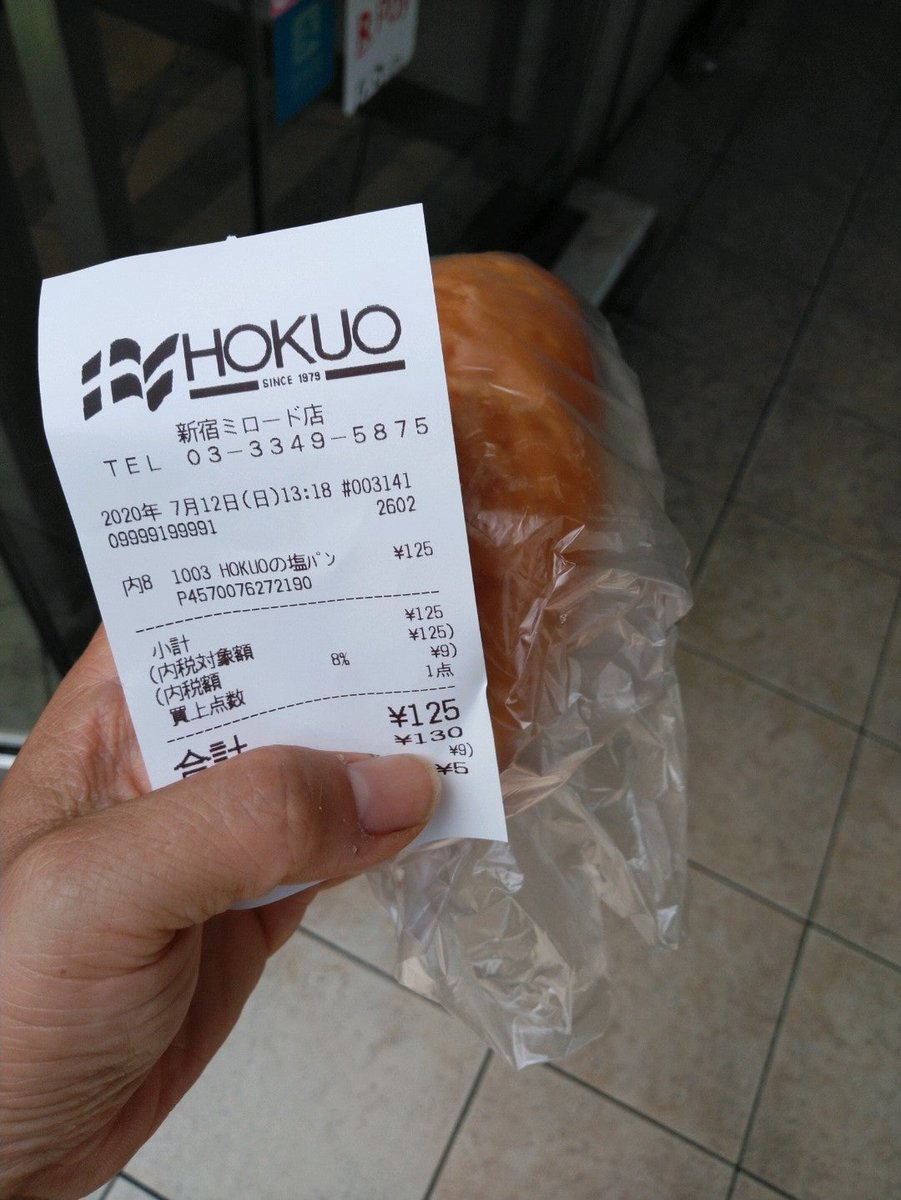 HOKUO
SINCE 1979
新宿ミロード店
TEL 03-3349-5875
2020年 7月12日(日)13:18 #003141
09999199991 2602
内8 1003 HOKUOの塩パン ¥125
P4570076272190
小計 ¥125
(内税対象額 ¥125)
(内税額 8% ¥9)
買上点数 1点
合計 ¥125
¥130
¥9)
¥5